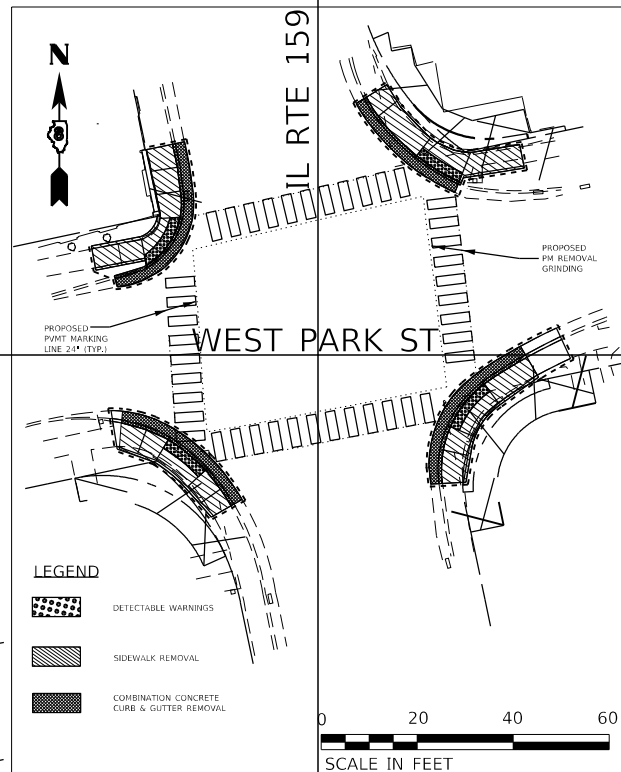 N
8
IL RTE 159
PROPOSED
PM REMOVAL
GRINDING
PROPOSED
PVMT MARKING
LINE 24" (TYP.)
WEST PARK ST
LEGEND
DETECTABLE WARNINGS
SIDEWALK REMOVAL
COMBINATION CONCRETE
CURB & GUTTER REMOVAL
0 20 40 60
SCALE IN FEET